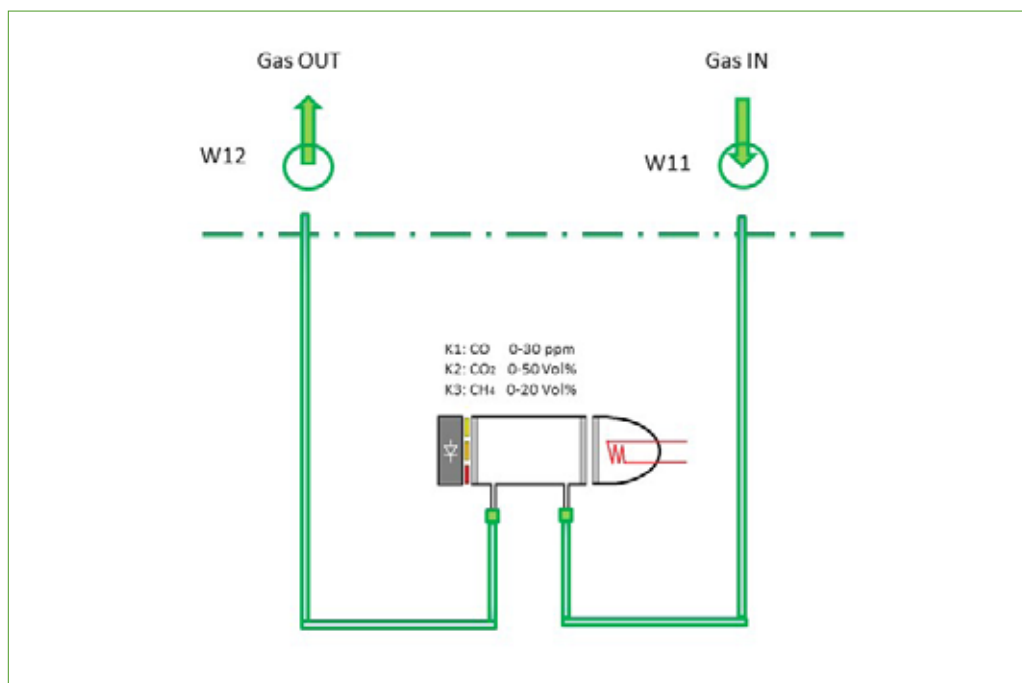 Gas OUT
Gas IN
W12
W11
K1: CO 0-30 ppm
K2: CO₂ 0-50 Vol%
K3: CH₄ 0-20 Vol%